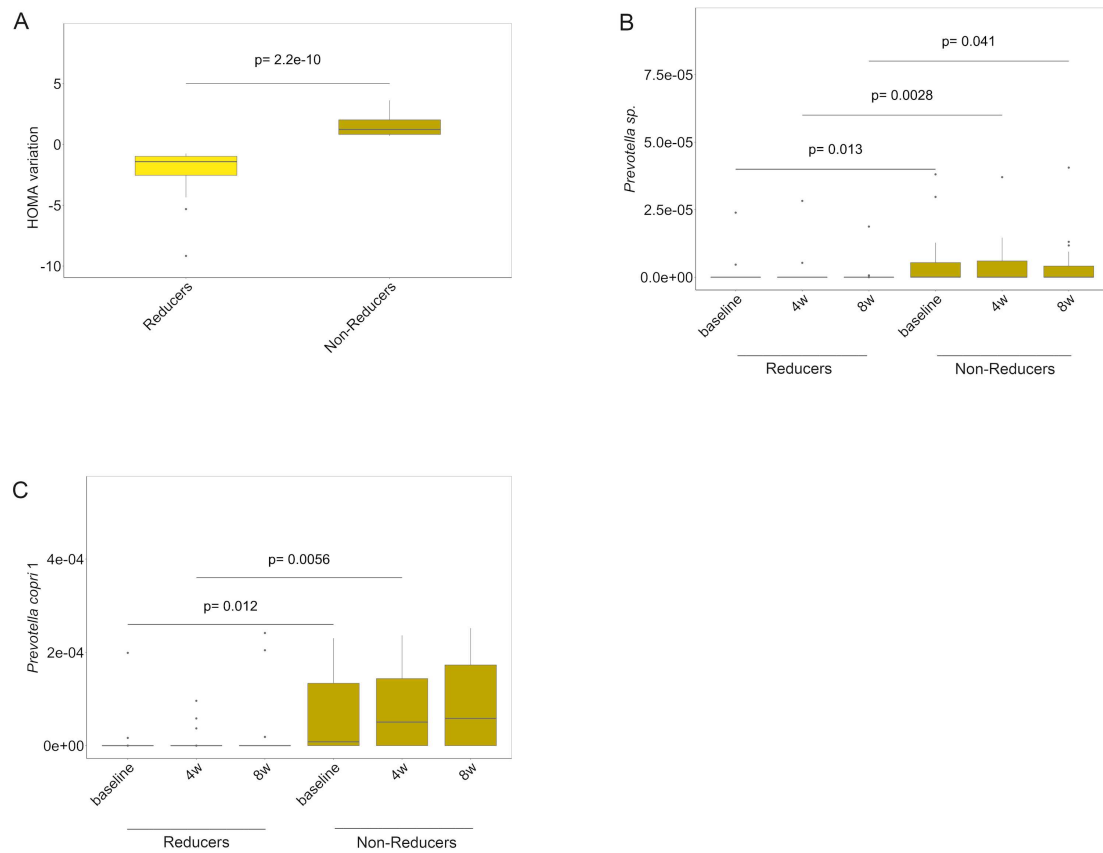 A
p= 2.2e-10
5
0
-5
-10
HOMA variation
Reducers
Non-Reducers
B
p= 0.041
7.5e-05
p= 0.0028
5.0e-05
p= 0.013
2.5e-05
0.0e+00
Prevotella sp.
baseline 4w 8w baseline 4w 8w
Reducers Non-Reducers
C
4e-04
p= 0.0056
p= 0.012
2e-04
0e+00
Prevotella copri 1
baseline 4w 8w baseline 4w 8w
Reducers Non-Reducers